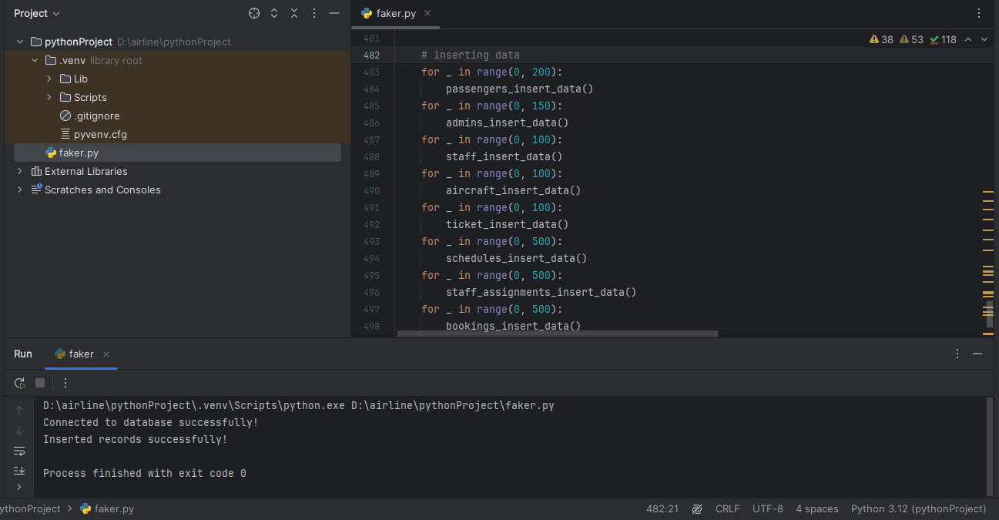 Project
pythonProject D:\airline\pythonProject
.venv library root
Lib
Scripts
.gitignore
pyvenv.cfg
faker.py
External Libraries
Scratches and Consoles
faker.py
38 53 118
481
482 # inserting data
483 for _ in range(0, 200):
484 passengers_insert_data()
485 for _ in range(0, 150):
486 admins_insert_data()
487 for _ in range(0, 100):
488 staff_insert_data()
489 for _ in range(0, 100):
490 aircraft_insert_data()
491 for _ in range(0, 100):
492 ticket_insert_data()
493 for _ in range(0, 500):
494 schedules_insert_data()
495 for _ in range(0, 500):
496 staff_assignments_insert_data()
497 for _ in range(0, 500):
498 bookings_insert_data()
Run faker
D:\airline\pythonProject\.venv\Scripts\python.exe D:\airline\pythonProject\faker.py
Connected to database successfully!
Inserted records successfully!
Process finished with exit code 0
ythonProject > faker.py
482:21 CRLF UTF-8 4 spaces Python 3.12 (pythonProject)